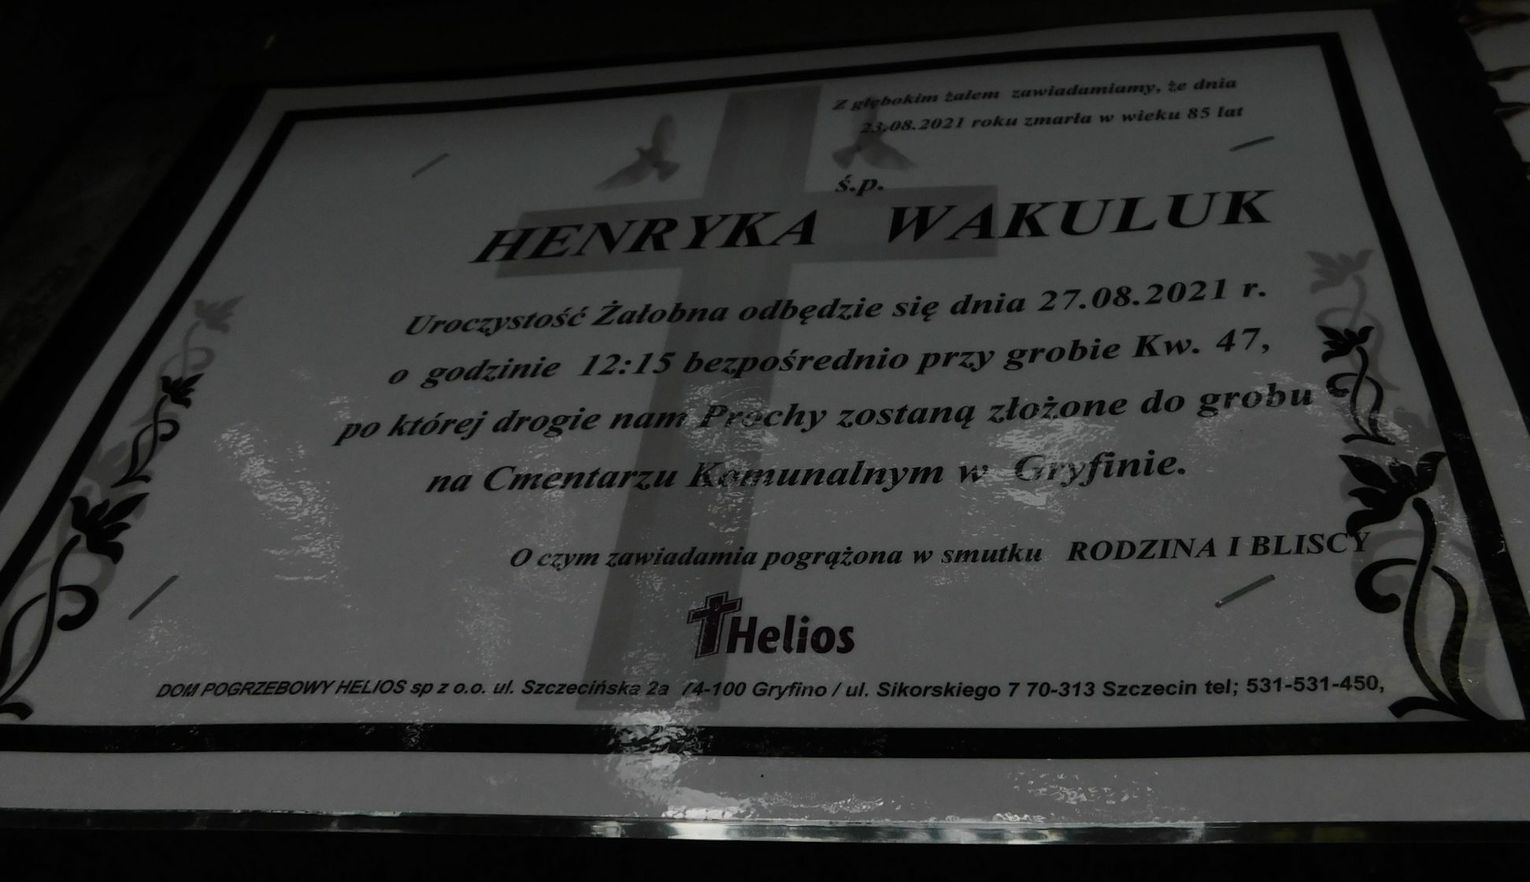 Z głębokim żalem zawiadamiamy, że dnia
23.08.2021 roku zmarła w wieku 85 lat
ś.p.
HENRYKA WAKULUK
Uroczystość Żałobna odbędzie się dnia 27.08.2021 r.
o godzinie 12:15 bezpośrednio przy grobie Kw. 47,
po której drogie nam Prochy zostaną złożone do grobu
na Cmentarzu Komunalnym w Gryfinie.
O czym zawiadamia pogrążona w smutku RODZINA I BLISCY
Helios
DOM POGRZEBOWY HELIOS sp z o.o. ul. Szczecińska 2a 74-100 Gryfino / ul. Sikorskiego 7 70-313 Szczecin tel; 531-531-450,